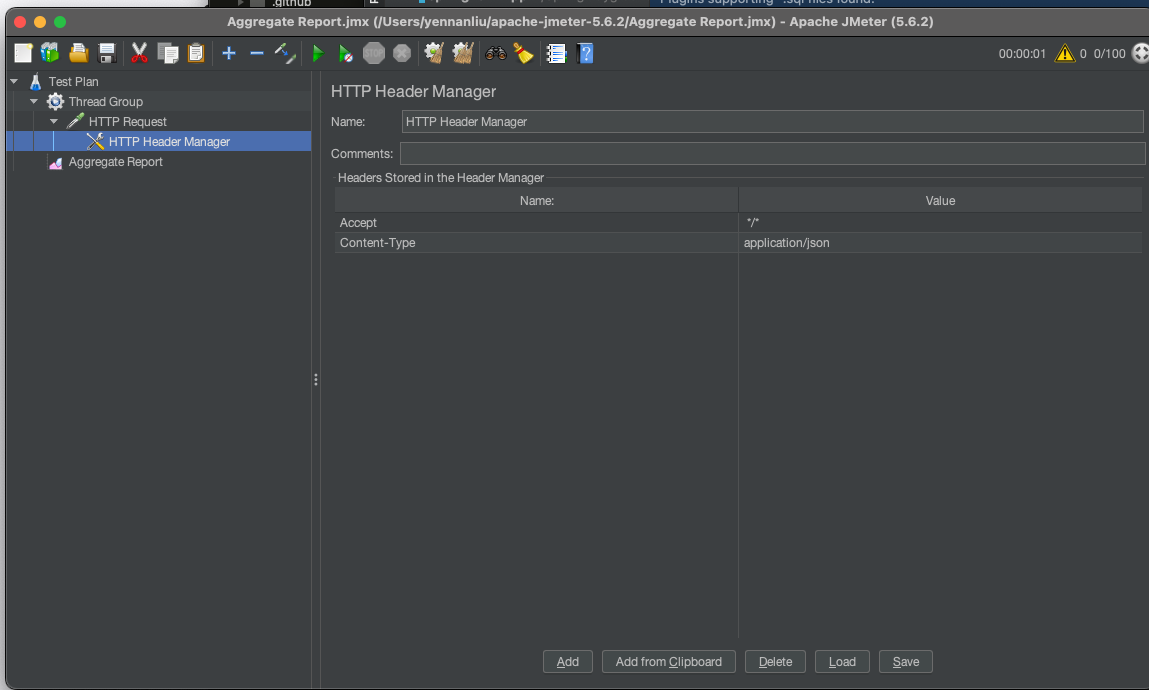 .github
Plugins supporting *.sql files found.
Aggregate Report.jmx (/Users/yennanliu/apache-jmeter-5.6.2/Aggregate Report.jmx) - Apache JMeter (5.6.2)
00:00:01 0 0/100
Test Plan
Thread Group
HTTP Request
HTTP Header Manager
Aggregate Report
HTTP Header Manager
Name: HTTP Header Manager
Comments:
Headers Stored in the Header Manager
Name: Value
Accept */*
Content-Type application/json
Add Add from Clipboard Delete Load Save